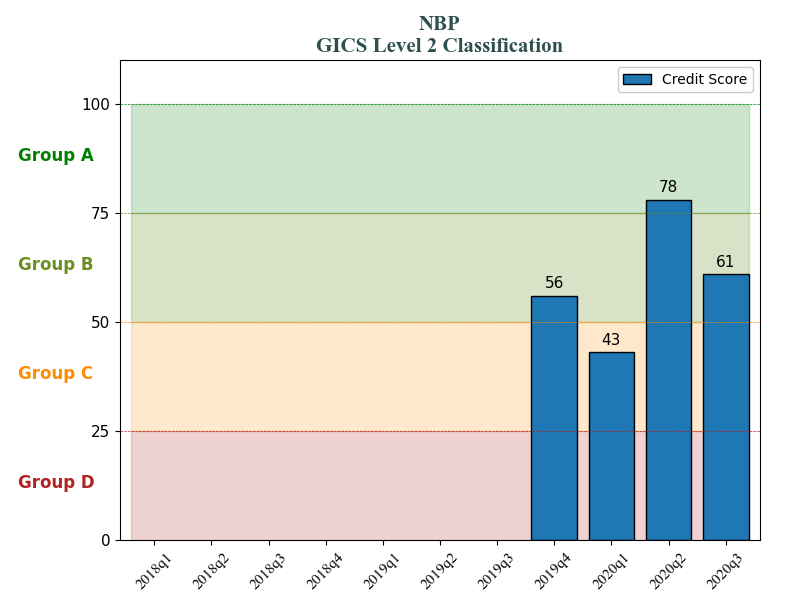 NBP
GICS Level 2 Classification
Credit Score
100
Group A
78
75
Group B
61
56
50
43
Group C
25
Group D
0
2018q1
2018q2
2018q3
2018q4
2019q1
2019q2
2019q3
2019q4
2020q1
2020q2
2020q3